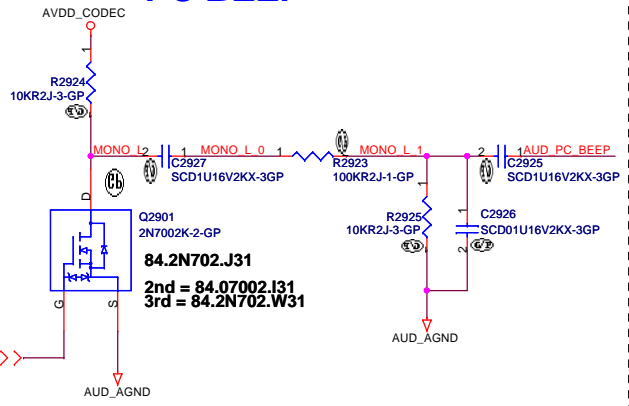 AVDD_CODEC
1
R2924
10KR2J-3-GP
MONO_L 2 1 MONO_L_0 1 R2923 MONO_L_1 2 1 AUD_PC_BEEP
C2927
SCD1U16V2KX-3GP
100KR2J-1-GP
C2925
SCD1U16V2KX-3GP
D
1
R2925
10KR2J-3-GP
1
C2926
SCD01U16V2KX-3GP
2
Q2901
2N7002K-2-GP
84.2N702.J31
2nd = 84.07002.I31
3rd = 84.2N702.W31
G
S
AUD_AGND
AUD_AGND